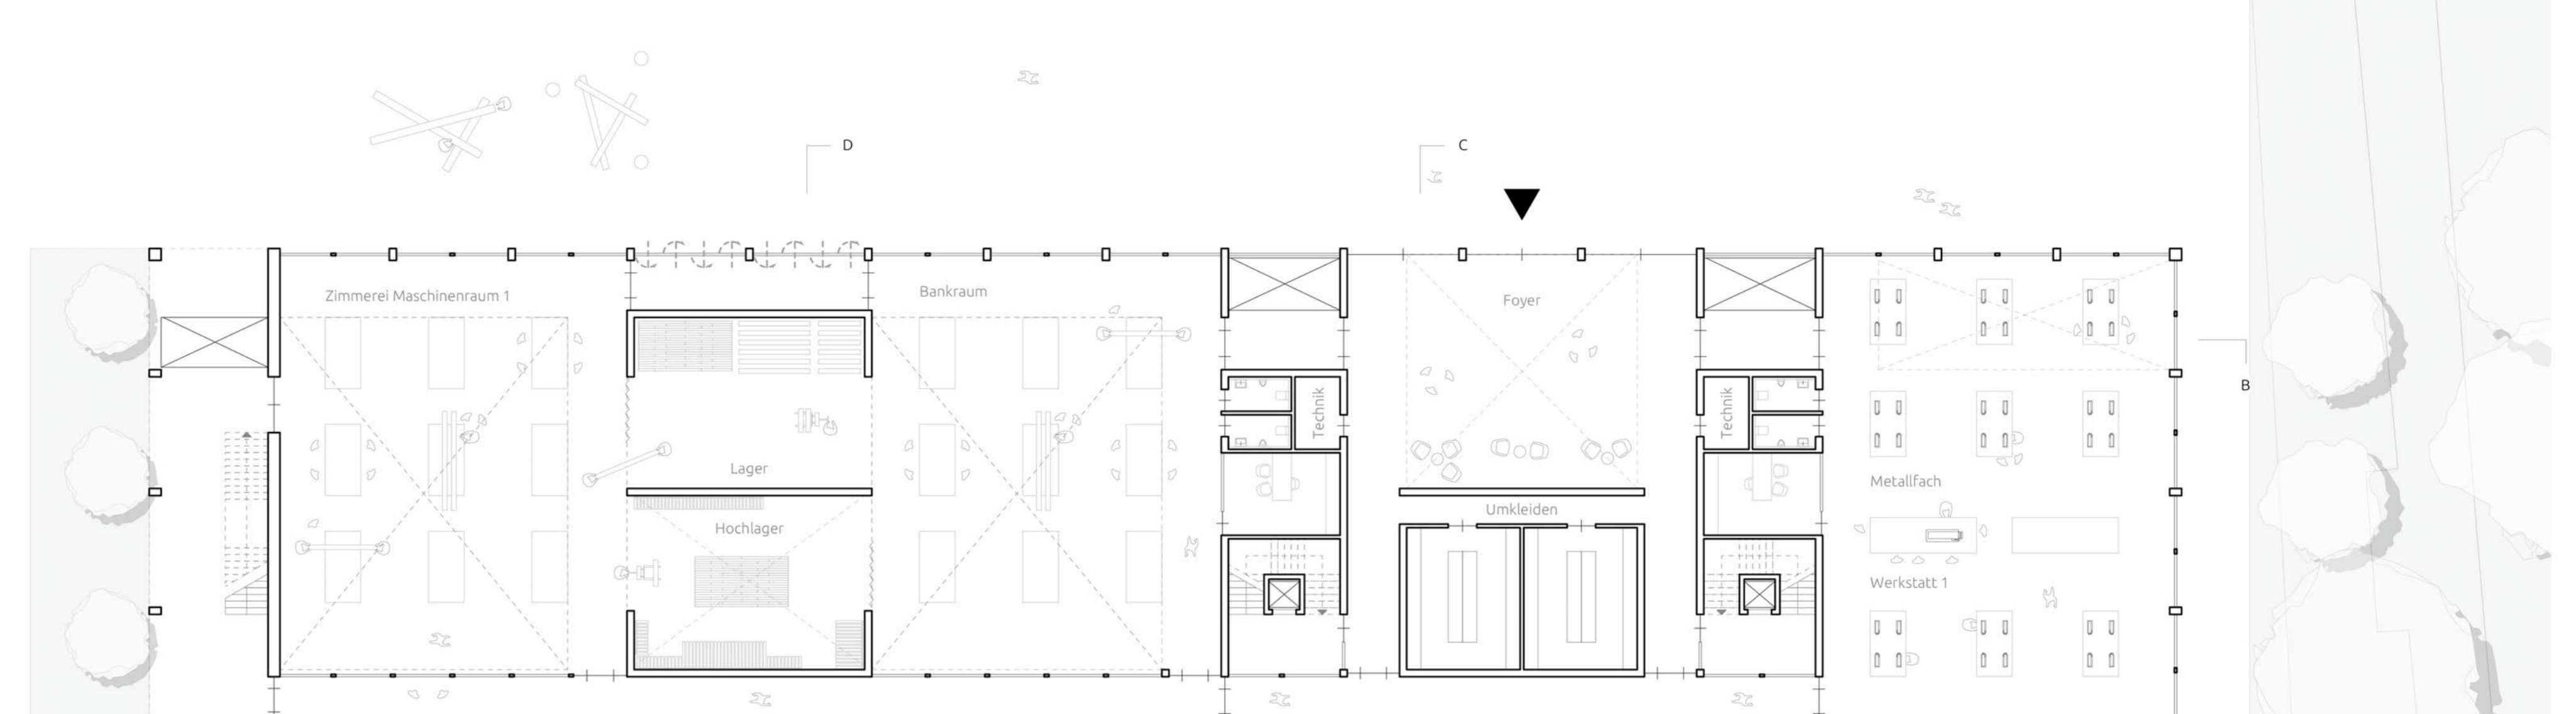 D
C
Zimmerei Maschinenraum 1
Bankraum
Foyer
B
Technik
Technik
Lager
Metallfach
Umkleiden
Hochlager
Werkstatt 1